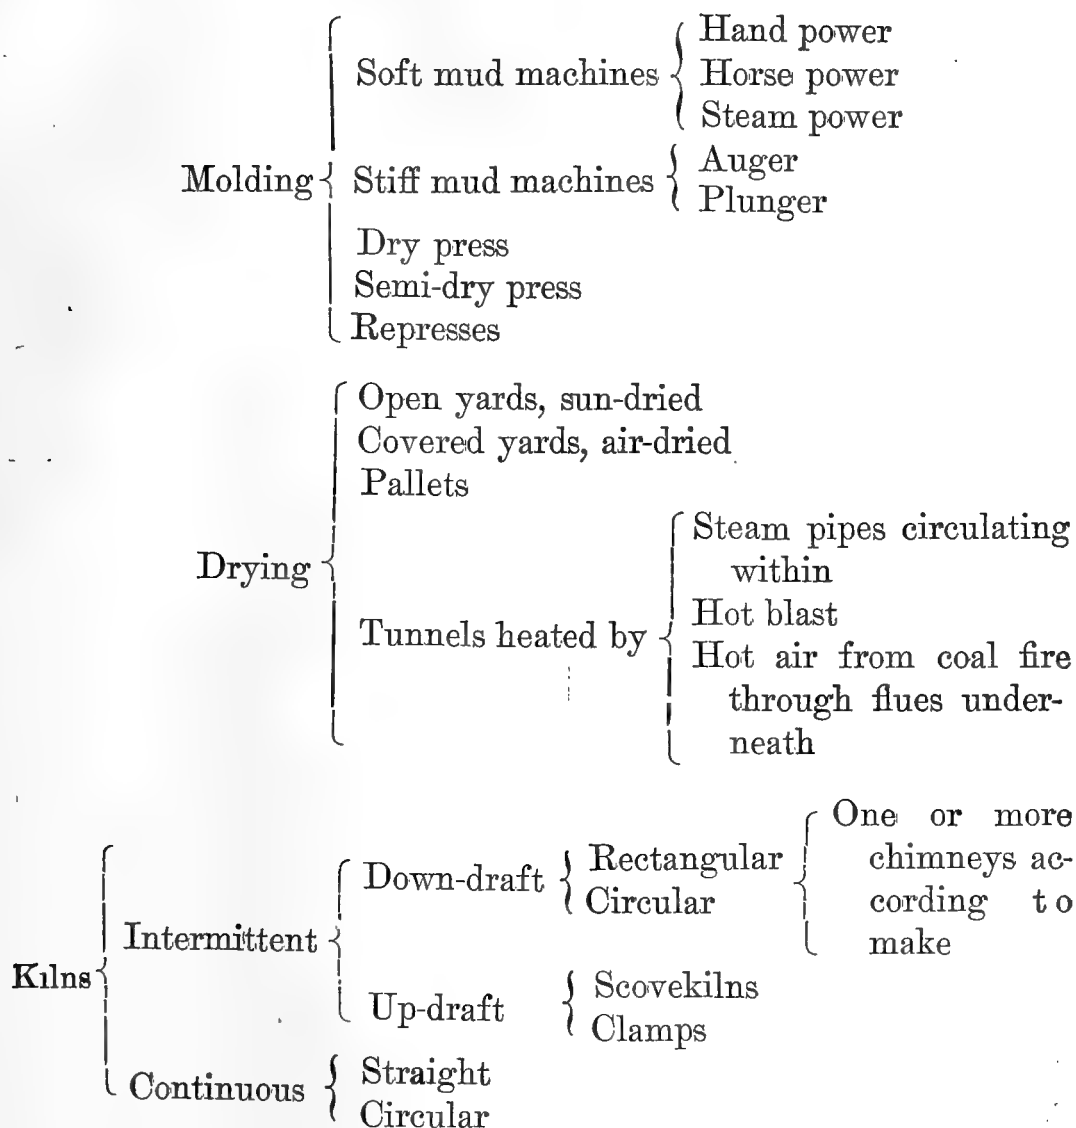 Hand power
Soft mud machines Horse power
Steam power
Molding Stiff mud machines Auger
Plunger
Dry press
Semi-dry press
Represses
Open yards, sun-dried
Covered yards, air-dried
Pallets
Drying
Tunnels heated by
Steam pipes circulating
within
Hot blast
Hot air from coal fire
through flues under-
neath
Kilns
Intermittent
Down-draft
Rectangular
Circular
One or more
chimneys ac-
cording to
make
Up-draft
Scovekilns
Clamps
Continuous
Straight
Circular